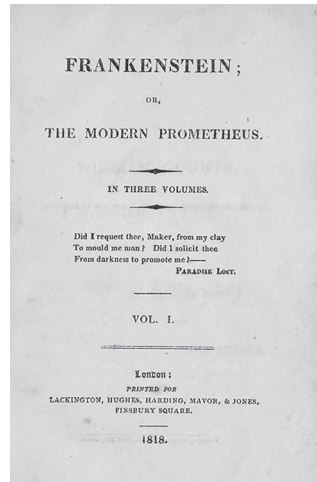 FRANKENSTEIN;
OR,
THE MODERN PROMETHEUS.
IN THREE VOLUMES.
Did I request thee, Maker, from my clay
To mould me man? Did I solicit thee
From darkness to promote me?——
PARADISE LOST.
VOL. I.
London:
PRINTED FOR
LACKINGTON, HUGHES, HARDING, MAVOR, & JONES,
FINSBURY SQUARE.
1818.